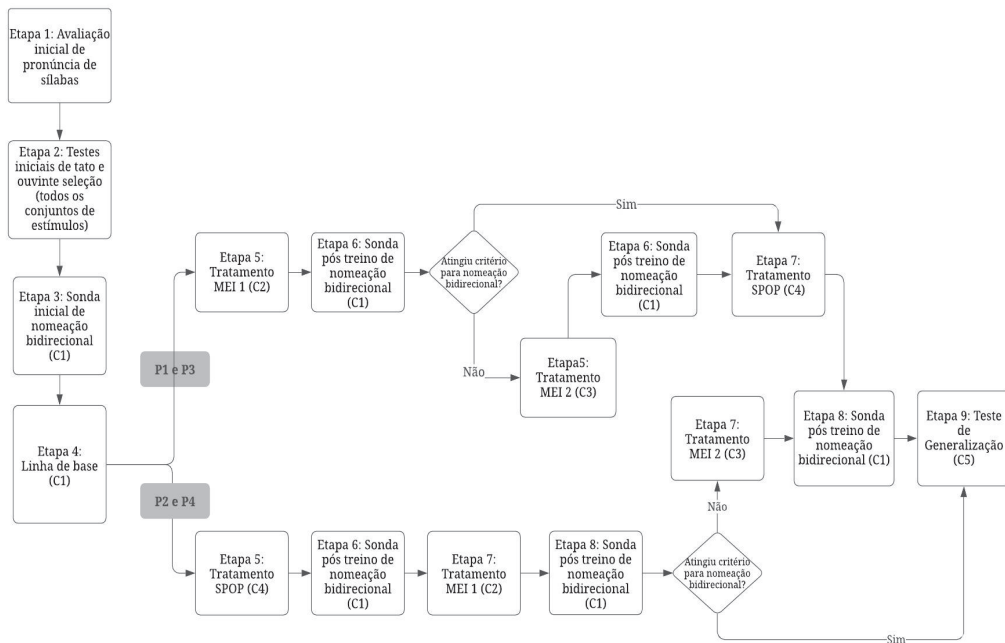 Etapa 1: Avaliação
inicial de
pronúncia de
sílabas
Etapa 2: Testes
iniciais de tato e
ouvinte seleção
(todos os
conjuntos de
estímulos)
Etapa 3: Sonda
inicial de
nomeação
bidirecional
(C1)
Etapa 4:
Linha de base
(C1)
P1 e P3
P2 e P4
Etapa 5:
Tratamento
MEI 1 (C2)
Etapa 6: Sonda
pós treino de
nomeação
bidirecional
(C1)
Atingiu critério
para nomeação
bidirecional?
Sim
Não
Etapa5:
Tratamento
MEI 2 (C3)
Etapa 6: Sonda
pós treino de
nomeação
bidirecional
(C1)
Etapa 7:
Tratamento
SPOP (C4)
Etapa 5:
Tratamento
SPOP (C4)
Etapa 6: Sonda
pós treino de
nomeação
bidirecional
(C1)
Etapa 7:
Tratamento
MEI 1 (C2)
Etapa 8: Sonda
pós treino de
nomeação
bidirecional
(C1)
Atingiu critério
para nomeação
bidirecional?
Não
Sim
Etapa 7:
Tratamento
MEI 2 (C3)
Etapa 8: Sonda
pós treino de
nomeação
bidirecional (C1)
Etapa 9: Teste
de
Generalização
(C5)